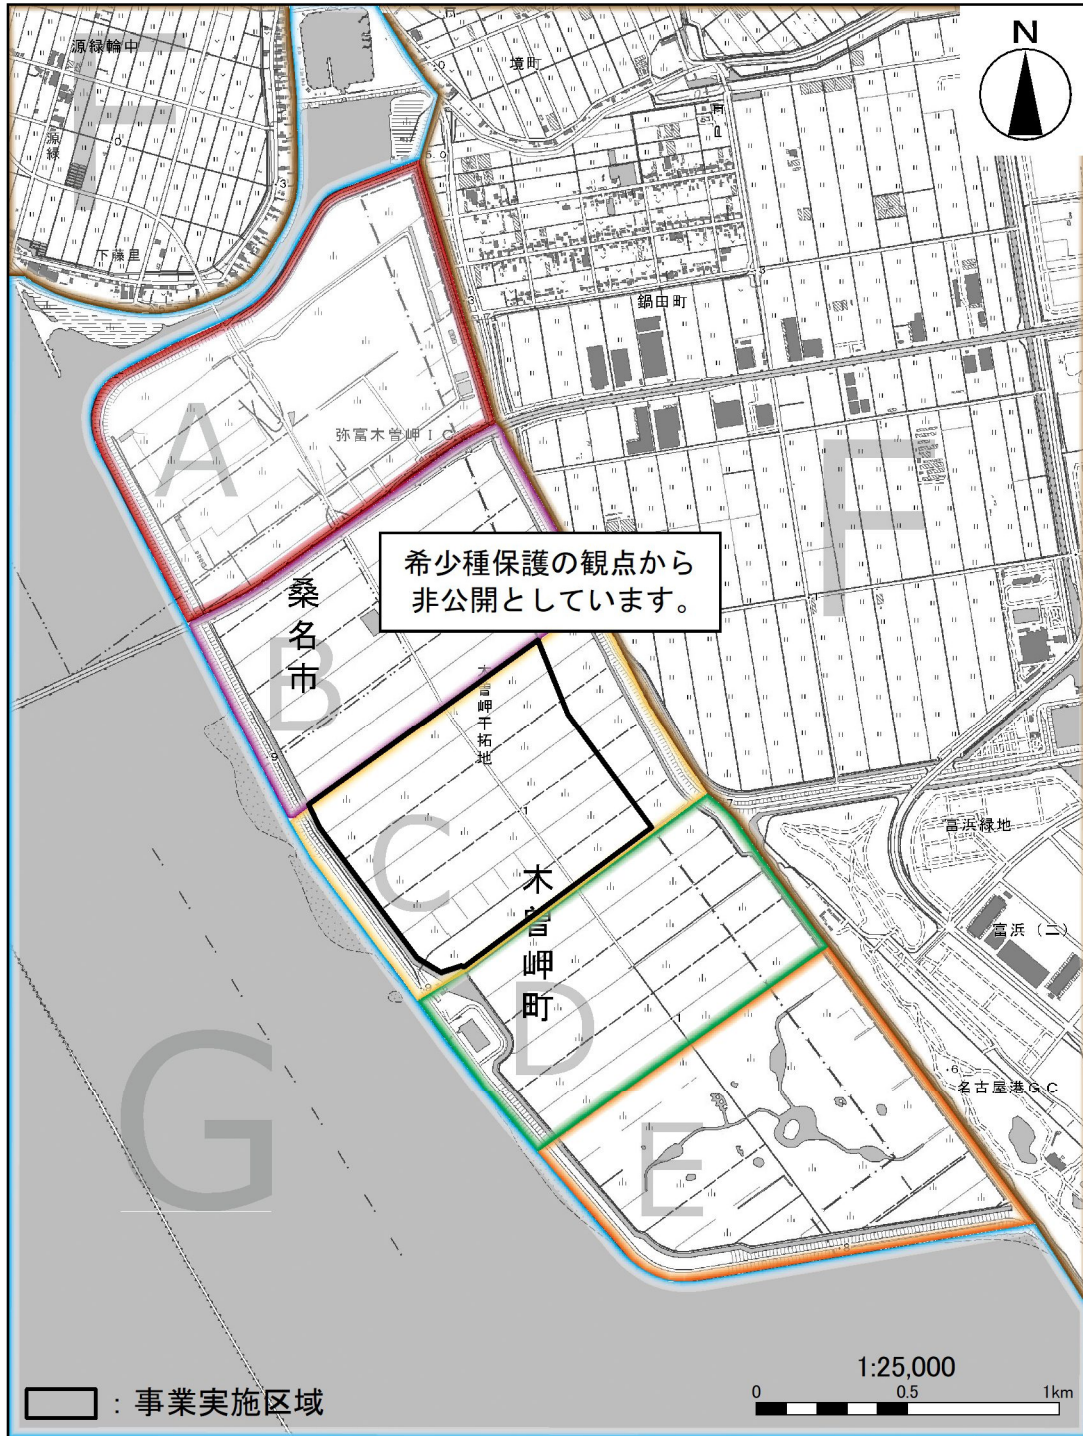 N
源緑輪中
境町
源緑
F
下藤里
鍋田町
A
弥富木曽岬IC
F
希少種保護の観点から
非公開としています。
桑名市
B
木曽岬干拓地
C
富浜緑地
木曽岬町
富浜(二)
D
G
名古屋港GC
E
1:25,000
0 0.5 1km
:事業実施区域